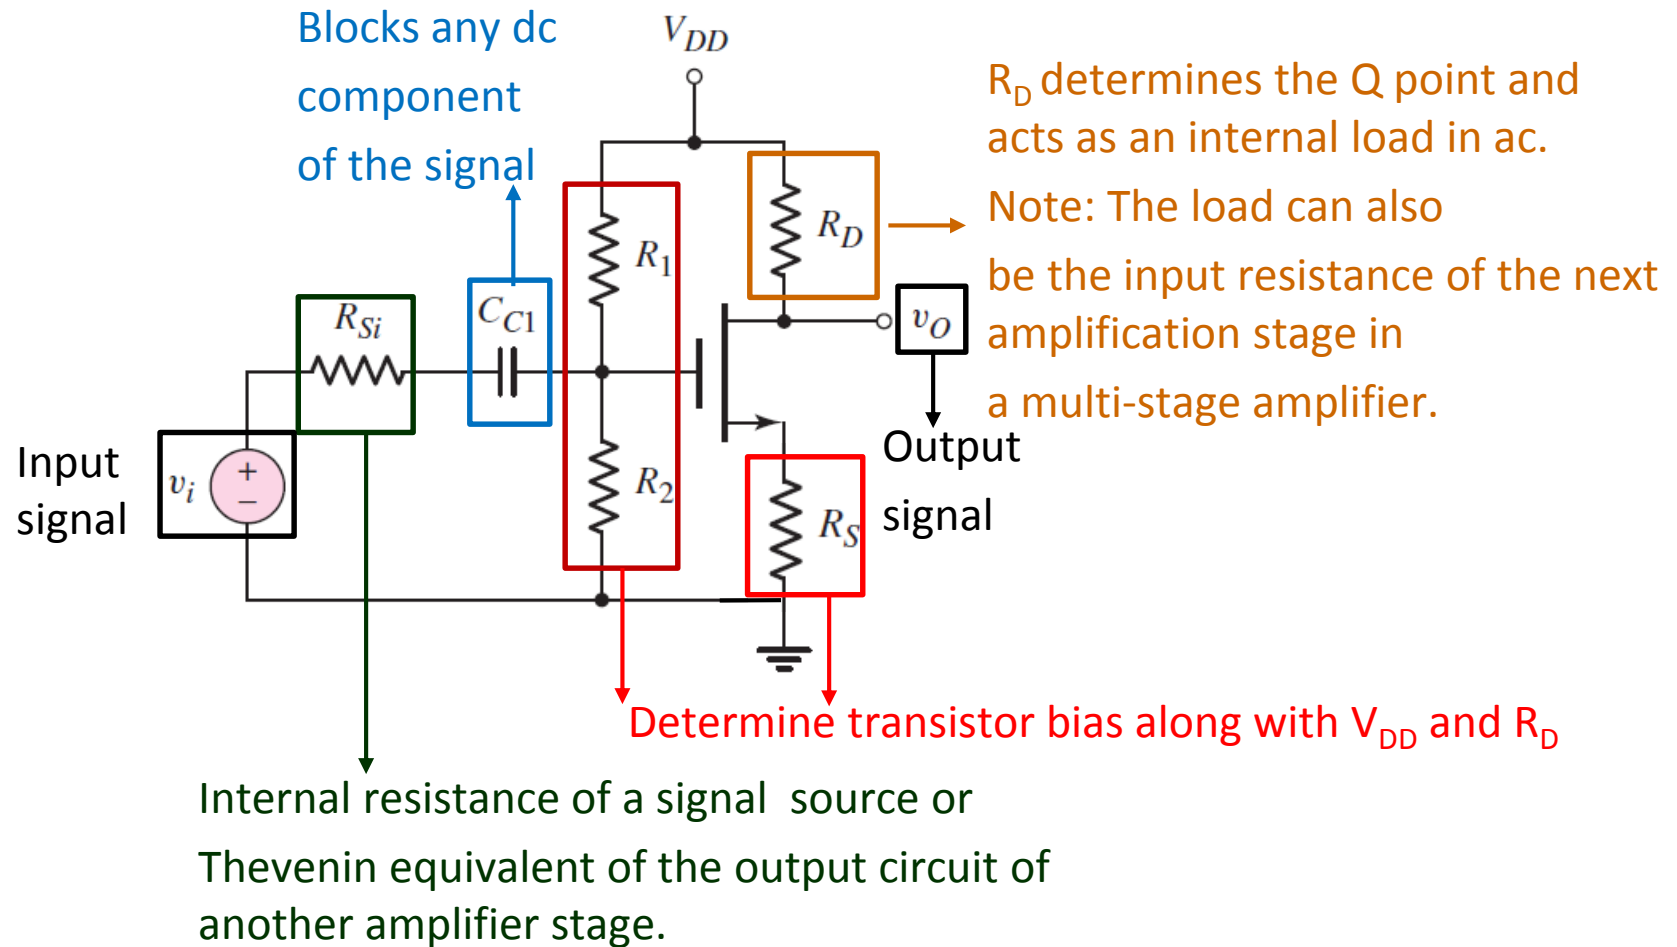 Blocks any dc
component
of the signal
V_DD
R_D determines the Q point and
acts as an internal load in ac.
Note: The load can also
be the input resistance of the next
amplification stage in
a multi-stage amplifier.
R_1
R_D
R_Si
C_C1
v_O
Input
signal
v_i
+
−
R_2
R_S
Output
signal
Determine transistor bias along with V_DD and R_D
Internal resistance of a signal source or
Thevenin equivalent of the output circuit of
another amplifier stage.